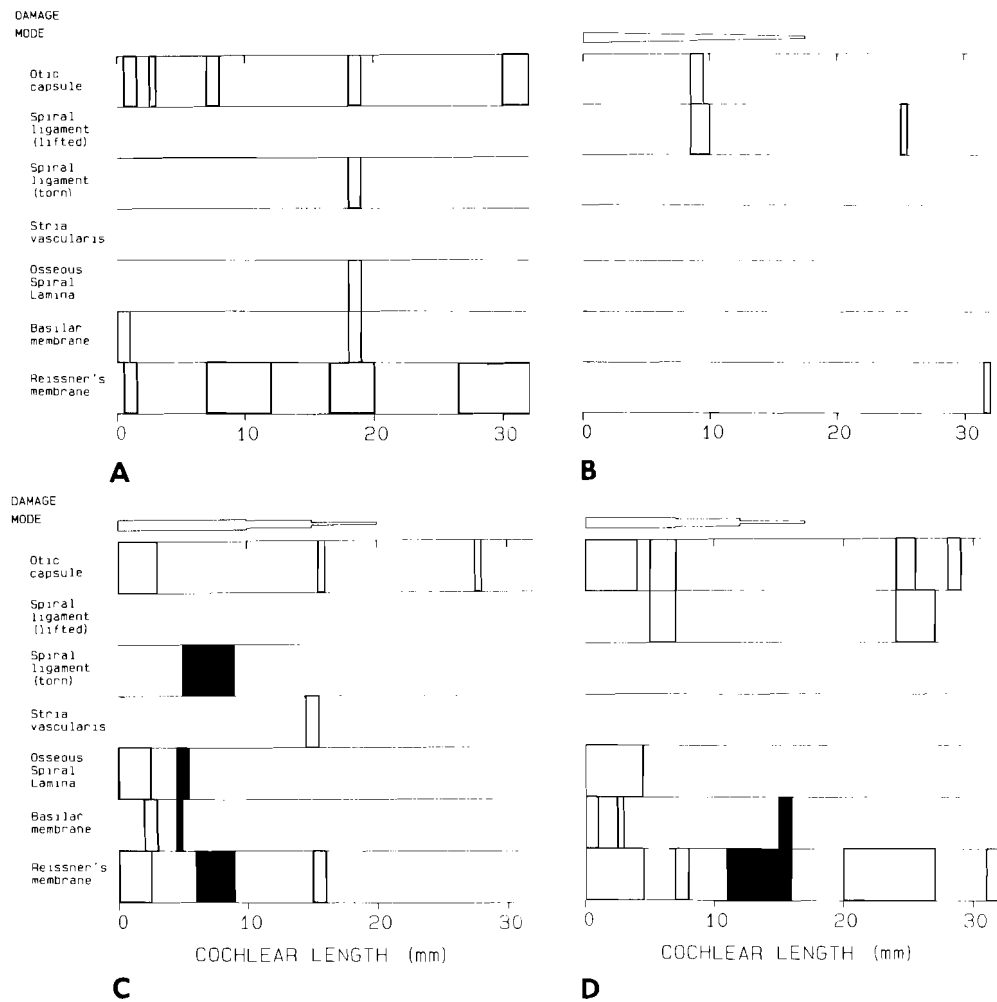 DAMAGE
MODE
Otic
capsule
Spiral
ligament
(lifted)
Spiral
ligament
(torn)
Stria
vascularis
Osseous
Spiral
Lamina
Basilar
membrane
Reissner's
membrane
0 10 20 30
A
0 10 20 30
B
DAMAGE
MODE
Otic
capsule
Spiral
ligament
(lifted)
Spiral
ligament
(torn)
Stria
vascularis
Osseous
Spiral
Lamina
Basilar
membrane
Reissner's
membrane
0 10 20 30
COCHLEAR LENGTH (mm)
C
0 10 20 30
COCHLEAR LENGTH (mm)
D